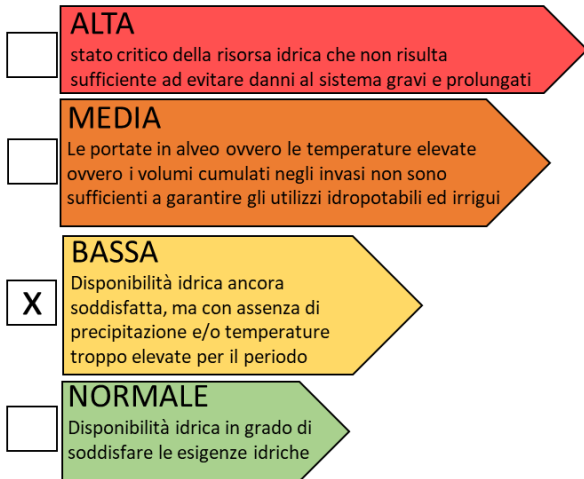 ALTA
stato critico della risorsa idrica che non risulta
sufficiente ad evitare danni al sistema gravi e prolungati
MEDIA
Le portate in alveo ovvero le temperature elevate
ovvero i volumi cumulati negli invasi non sono
sufficienti a garantire gli utilizzi idropotabili ed irrigui
BASSA
Disponibilità idrica ancora
soddisfatta, ma con assenza di
X
precipitazione e/o temperature
troppo elevate per il periodo
NORMALE
Disponibilità idrica in grado di
soddisfare le esigenze idriche